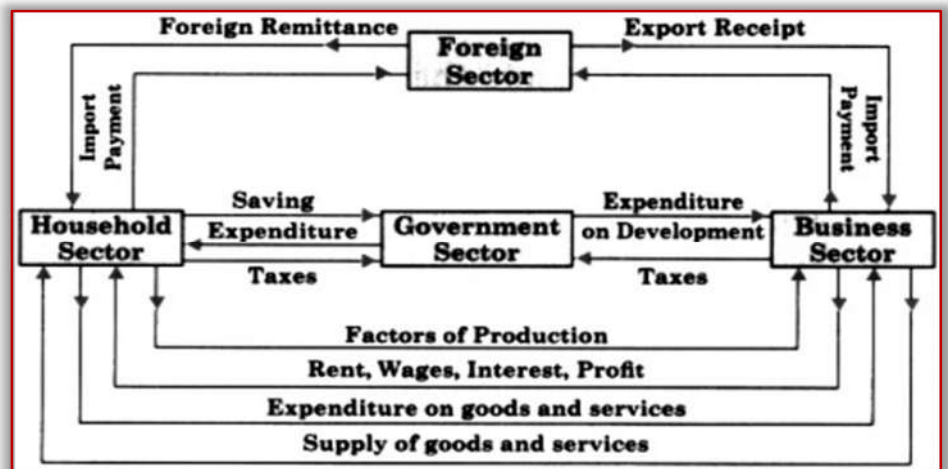 Foreign Remittance
Foreign
Sector
Export Receipt
Import
Payment
Payment
Import
Household
Sector
Saving
Expenditure
Taxes
Government
Sector
Expenditure
on Development
Taxes
Business
Sector
Factors of Production
Rent, Wages, Interest, Profit
Expenditure on goods and services
Supply of goods and services